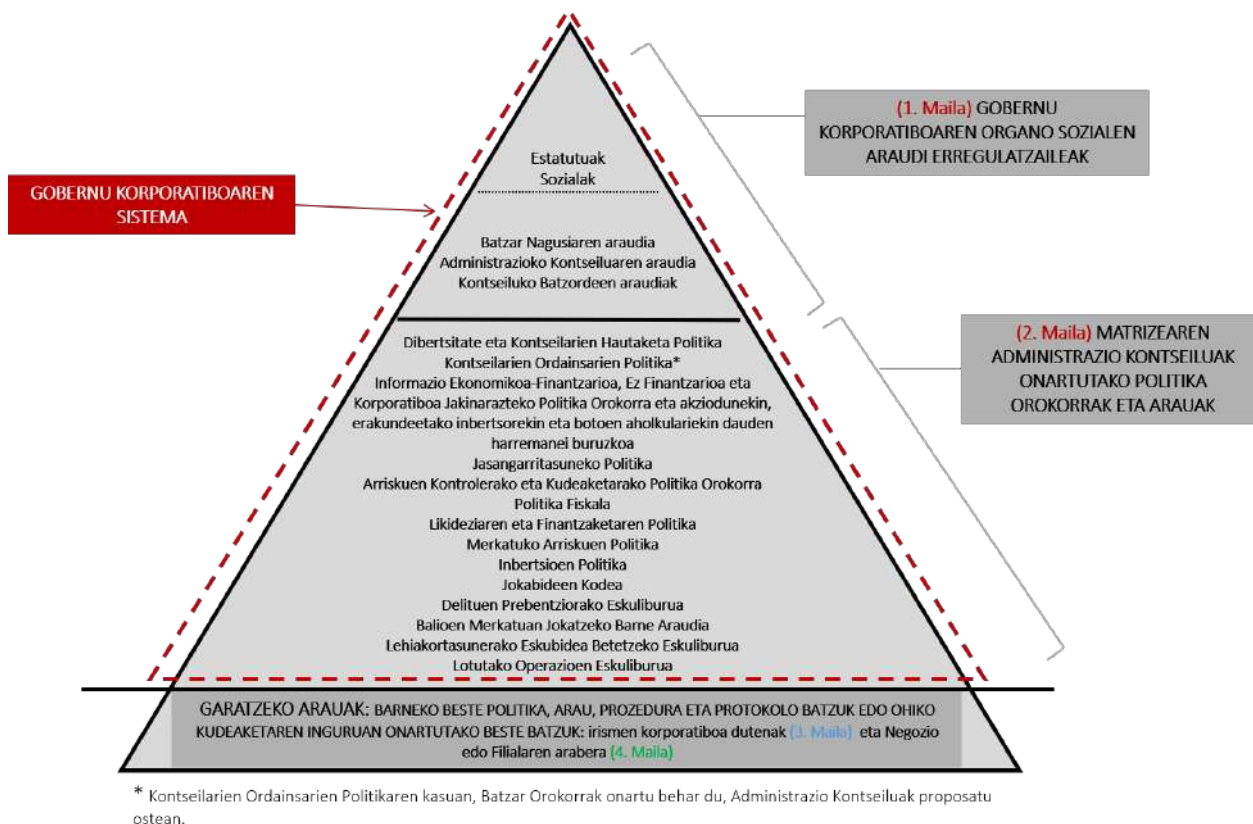 (1. Maila) GOBERNU
KORPORATIBOAREN ORGANO SOZIALEN
ARAUDI ERREGULATZAILEAK
Estatutuak
Sozialak
GOBERNU KORPORATIBOAREN
SISTEMA
Batzar Nagusiaren araudia
Administrazioko Kontseiluaren araudia
Kontseiluko Batzordeen araudiak
(2. Maila) MATRIZEAREN
ADMINISTRAZIO KONTSEILUAK
ONARTUTAKO POLITIKA
OROKORRAK ETA ARAUAK
Dibertsitate eta Kontseilarien Hautaketa Politika
Kontseilarien Ordainsarien Politika*
Informazio Ekonomikoa-Finantzarioa, Ez Finantzarioa eta
Korporatiboa Jakinarazteko Politika Orokorra eta akziodunekin,
erakundeetako inbertsorekin eta botoen aholkulariekin dauden
harremanei buruzkoa
Jasangarritasuneko Politika
Arriskuen Kontrolerako eta Kudeaketarako Politika Orokorra
Politika Fiskala
Likideziaren eta Finantzaketaren Politika
Merkatuko Arriskuen Politika
Inbertsioen Politika
Jokabideen Kodea
Delituen Prebentziorako Eskuliburua
Balioen Merkatuan Jokatzeko Barne Araudia
Lehiakortasunerako Eskubidea Betetzeko Eskuliburua
Lotutako Operazioen Eskuliburua
GARATZEKO ARAUAK: BARNEKO BESTE POLITIKA, ARAU, PROZEDURA ETA PROTOKOLO BATZUK EDO OHIKO
KUDEAKETAREN INGURUAN ONARTUTAKO BESTE BATZUK: irismen korporatiboa dutenak (3. Maila) eta Negozio
edo Filialaren arabera (4. Maila)
* Kontseilarien Ordainsarien Politikaren kasuan, Batzar Orokorrak onartu behar du, Administrazio Kontseiluak proposatu
ostean.